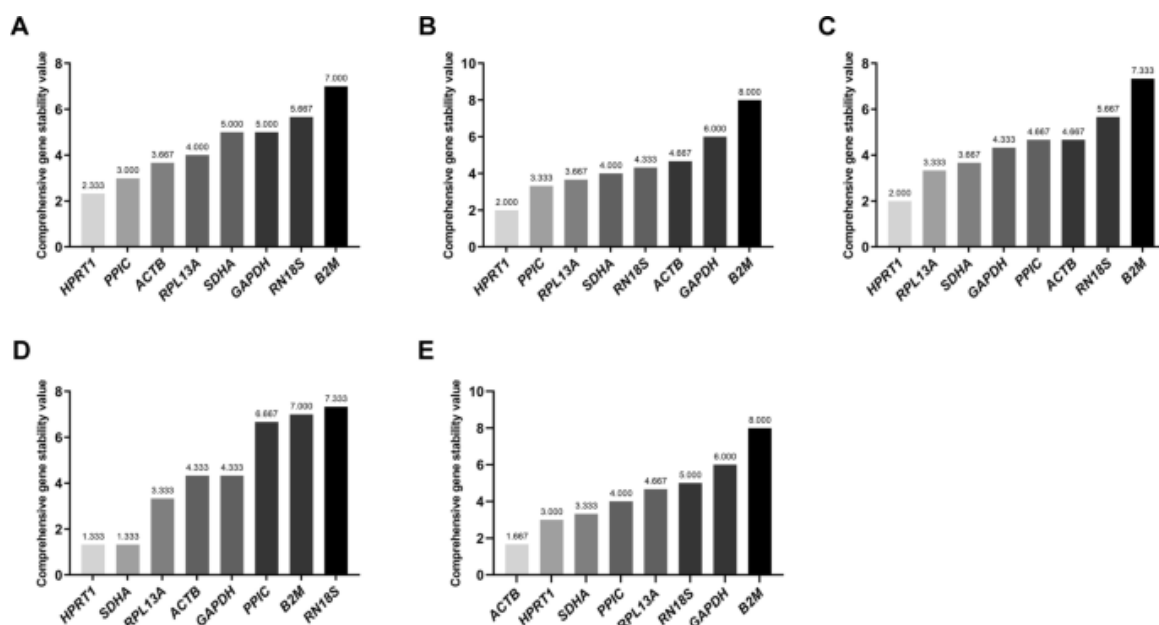 A
Comprehensive gene stability value
8
6
4
2
0
2.333
3.000
3.667
4.000
5.000
5.000
5.667
7.000
HPRT1
PPIC
ACTB
RPL13A
SDHA
GAPDH
RN18S
B2M
B
Comprehensive gene stability value
10
8
6
4
2
0
2.000
3.333
3.667
4.000
4.333
4.667
6.000
8.000
HPRT1
PPIC
RPL13A
SDHA
RN18S
ACTB
GAPDH
B2M
C
Comprehensive gene stability value
8
6
4
2
0
2.000
3.333
3.667
4.333
4.667
4.667
5.667
7.333
HPRT1
RPL13A
SDHA
GAPDH
PPIC
ACTB
RN18S
B2M
D
Comprehensive gene stability value
8
6
4
2
0
1.333
1.333
3.333
4.333
4.333
6.667
7.000
7.333
HPRT1
SDHA
RPL13A
ACTB
GAPDH
PPIC
B2M
RN18S
E
Comprehensive gene stability value
10
8
6
4
2
0
1.667
3.000
3.333
4.000
4.667
5.000
6.000
8.000
ACTB
HPRT1
SDHA
PPIC
RPL13A
RN18S
GAPDH
B2M